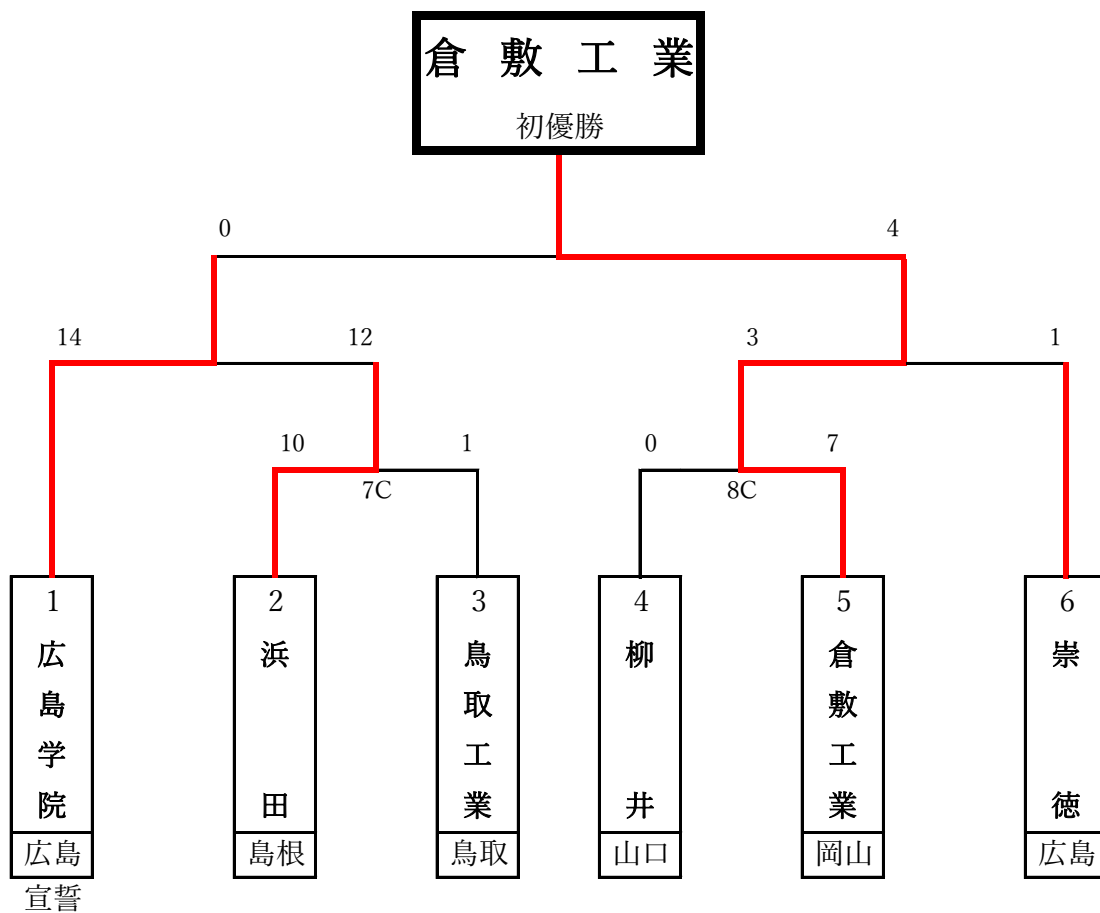 倉敷工業
初優勝
0 4
14 12 3 1
10 1 0 7
7C 8C
1 2 3 4 5 6
広島学院
浜田
鳥取工業
柳井
倉敷工業
崇徳
広島 島根 鳥取 山口 岡山 広島
宣誓